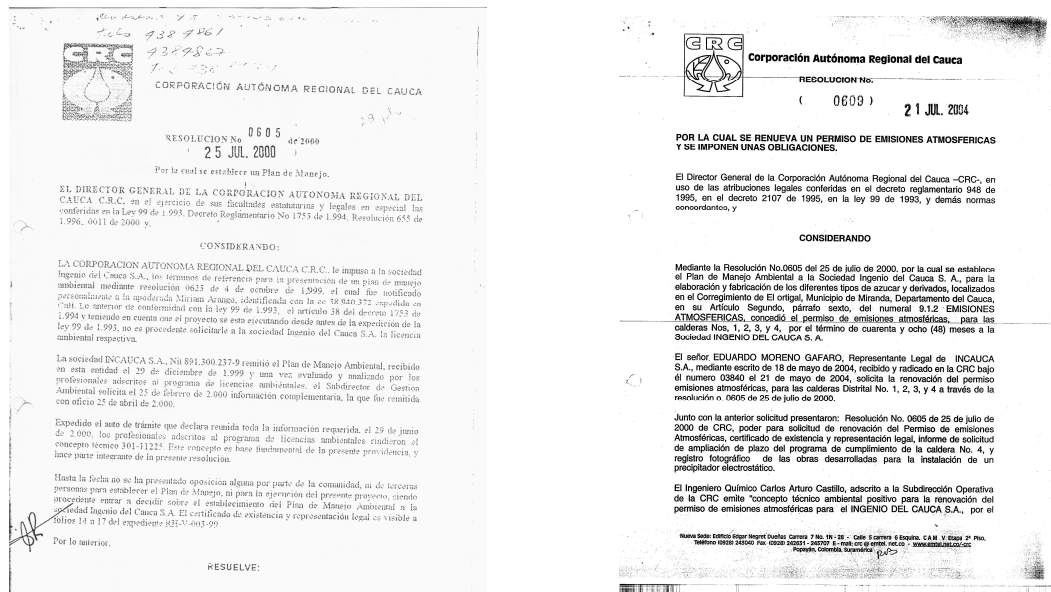 4389861
4389867
CRC
CORPORACIÓN AUTÓNOMA REGIONAL DEL CAUCA
RESOLUCION No 0605 de 2000
( 25 JUL. 2000 )
Por la cual se establece un Plan de Manejo.
EL DIRECTOR GENERAL DE LA CORPORACION AUTONOMA REGIONAL DEL
CAUCA C.R.C. en el ejercicio de sus facultades estatutarias y legales en especial las
conferidas en la Ley 99 de 1.993. Decreto Reglamentario No 1753 de 1.994, Resolución 655 de
1.996, 0011 de 2000 y,
CONSIDERANDO:
LA CORPORACION AUTONOMA REGIONAL DEL CAUCA C.R.C., le impuso a la sociedad
Ingenio del Cauca S.A., los términos de referencia para la presentación de un plan de manejo
ambiental mediante resolución 0625 de 4 de octubre de 1,999, el cual fue notificado
personalmente a la apoderada Miriam Arango, identificada con la cc 38.940.372 expedida en
Cali. Lo anterior de conformidad con la ley 99 de 1.993, el artículo 38 del decreto 1753 de
1.994 y teniendo en cuenta que el proyecto se esta ejecutando desde antes de la expedición de la
ley 99 de 1.993, no es procedente solicitarle a la sociedad Ingenio del Cauca S.A. la licencia
ambiental respectiva.
La sociedad INCAUCA S.A., Nit 891.300.237-9 remitió el Plan de Manejo Ambiental, recibido
en esta entidad el 29 de diciembre de 1.999 y una vez evaluado y analizado por los
profesionales adscritos al programa de licencias ambientales, el Subdirector de Gestión
Ambiental solicita el 25 de febrero de 2.000 información complementaria, la que fue remitida
con oficio 25 de abril de 2.000.
Expedido el auto de trámite que declara reunida toda la información requerida, el 29 de junio
de 2.000, los profesionales adscritos al programa de licencias ambientales rindieron el
concepto técnico 301-11225. Este concepto es base fundamental de la presente providencia, y
hace parte integrante de la presente resolución.
Hasta la fecha no se ha presentado oposición alguna por parte de la comunidad, ni de terceras
personas para establecer el Plan de Manejo, ni para la ejecución del presente proyecto, siendo
procedente entrar a decidir sobre el establecimiento del Plan de Manejo Ambiental a la
sociedad Ingenio del Cauca S.A. El certificado de existencia y representación legal es visible a
folios 14 a 17 del expediente RH-V-003-99
Por lo anterior.
RESUELVE:
CRC
Corporación Autónoma Regional del Cauca
RESOLUCION No.
( 0609 )
21 JUL. 2004
POR LA CUAL SE RENUEVA UN PERMISO DE EMISIONES ATMOSFERICAS
Y SE IMPONEN UNAS OBLIGACIONES.
El Director General de la Corporación Autónoma Regional del Cauca –CRC-, en
uso de las atribuciones legales conferidas en el decreto reglamentario 948 de
1995, en el decreto 2107 de 1995, en la ley 99 de 1993, y demás normas
concordantes, y
CONSIDERANDO
Mediante la Resolución No.0605 del 25 de julio de 2000, por la cual se establece
el Plan de Manejo Ambiental a la Sociedad Ingenio del Cauca S. A., para la
elaboración y fabricación de los diferentes tipos de azucar y derivados, localizados
en el Corregimiento de El ortigal, Municipio de Miranda, Departamento del Cauca,
en su Artículo Segundo, párrafo sexto, del numeral 9.1.2 EMISIONES
ATMOSFERICAS, concedió el permiso de emisiones atmosféricas, para las
calderas Nos, 1, 2, 3, y 4, por el término de cuarenta y ocho (48) meses a la
Sociedad INGENIO DEL CAUCA S. A.
El señor, EDUARDO MORENO GAFARO, Representante Legal de INCAUCA
S.A., mediante escrito de 18 de mayo de 2004, recibido y radicado en la CRC bajo
él numero 03840 el 21 de mayo de 2004, solicita la renovación del permiso
emisiones atmosféricas, para las calderas Distral No. 1, 2, 3, y 4 a través de la
resolución o. 0605 de 25 de julio de 2000.
Junto con la anterior solicitud presentaron: Resolución No. 0605 de 25 de julio de
2000 de CRC, poder para solicitud de renovación del Permiso de emisiones
Atmosféricas, certificado de existencia y representación legal, informe de solicitud
de ampliación de plazo del programa de cumplimiento de la caldera No. 4, y
registro fotográfico de las obras desarrolladas para la instalación de un
precipitador electrostático.
El Ingeniero Químico Carlos Arturo Castillo, adscrito a la Subdirección Operativa
de la CRC emite "concepto técnico ambiental positivo para la renovación del
permiso de emisiones atmosféricas para el INGENIO DEL CAUCA S.A., por el
Nueva Sede: Edificio Edgar Negret Dueñas Carrera 7 No. 1N - 28 - Calle 5 carrera 6 Esquina. C A M V Etapa 2ª Piso,
Popayán, Colombia, Suramérica